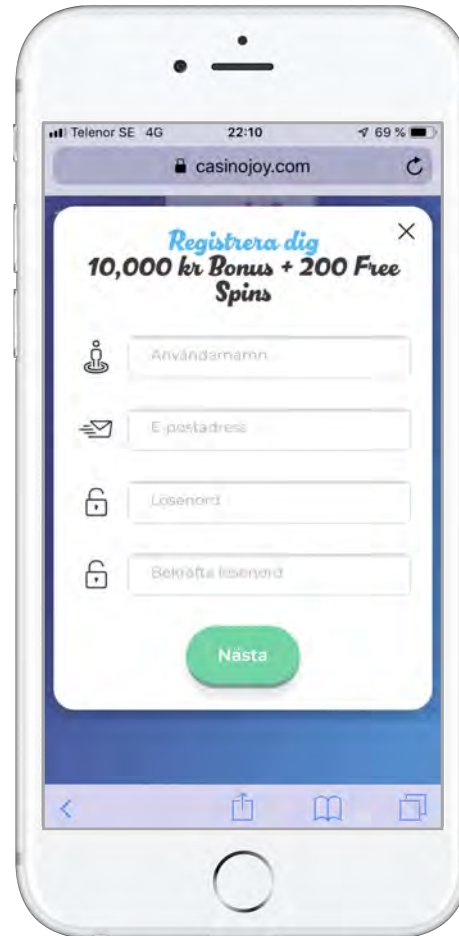 Telenor SE 4G 22:10 69 %
casinojoy.com
Registrera dig
10,000 kr Bonus + 200 Free
Spins
Användarnamn
E-postadress
Lösenord
Bekräfta lösenord
Nästa